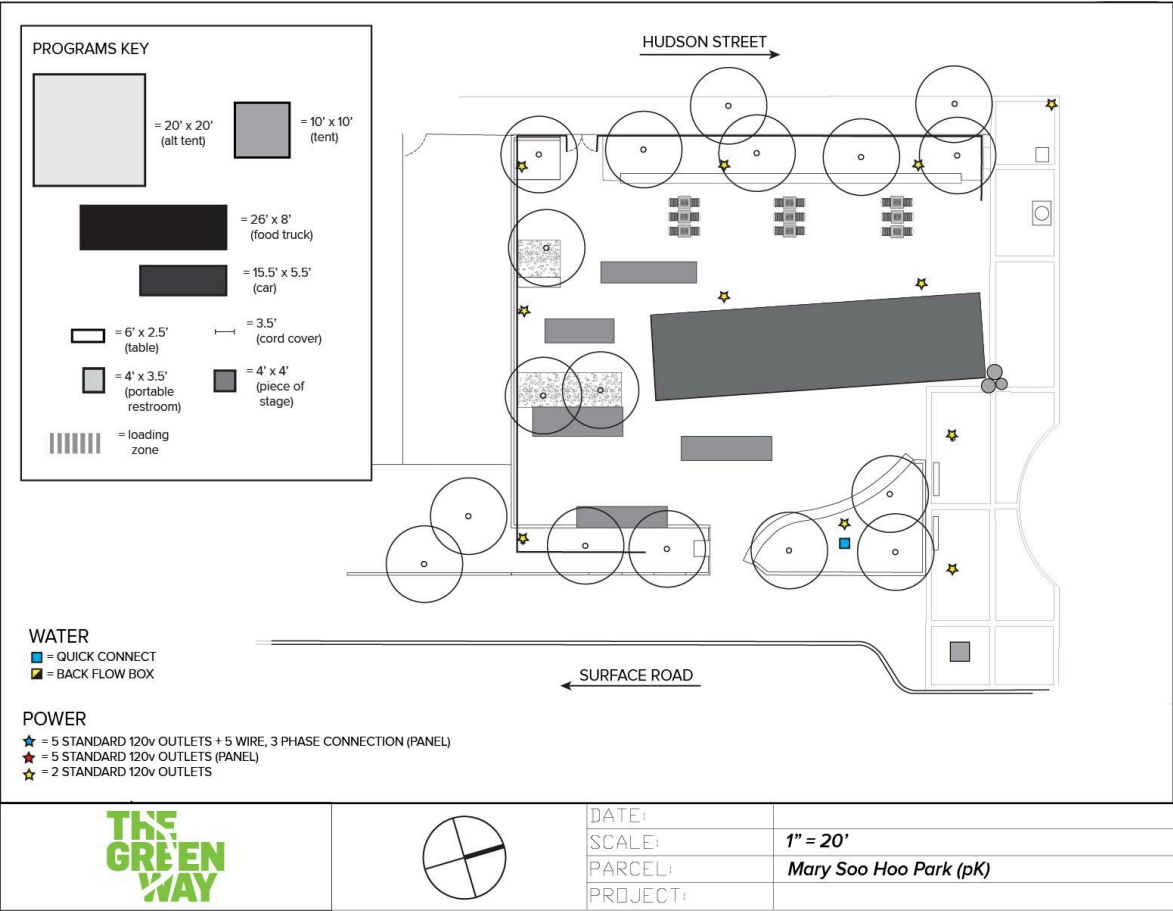 PROGRAMS KEY
= 20' x 20'
(alt tent)
= 10' x 10'
(tent)
= 26' x 8'
(food truck)
= 15.5' x 5.5'
(car)
= 6' x 2.5'
(table)
= 3.5'
(cord cover)
= 4' x 3.5'
(portable
restroom)
= 4' x 4'
(piece of
stage)
= loading
zone
HUDSON STREET
SURFACE ROAD
WATER
= QUICK CONNECT
= BACK FLOW BOX
POWER
= 5 STANDARD 120v OUTLETS + 5 WIRE, 3 PHASE CONNECTION (PANEL)
= 5 STANDARD 120v OUTLETS (PANEL)
= 2 STANDARD 120v OUTLETS
THE
GREEN
WAY
DATE:
SCALE: 1" = 20'
PARCEL: Mary Soo Hoo Park (pK)
PROJECT: